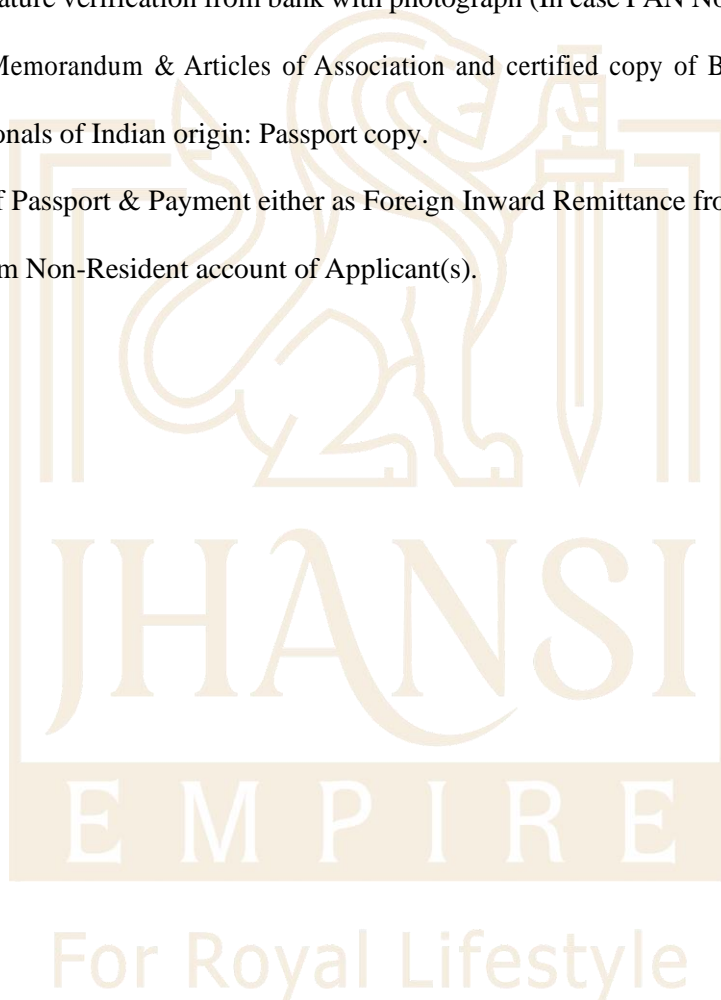 ature verification from bank with photograph (In case PAN No
Memorandum & Articles of Association and certified copy of B
onals of Indian origin: Passport copy.
f Passport & Payment either as Foreign Inward Remittance fro
m Non-Resident account of Applicant(s).
JHANSI
EMPIRE
For Royal Lifestyle